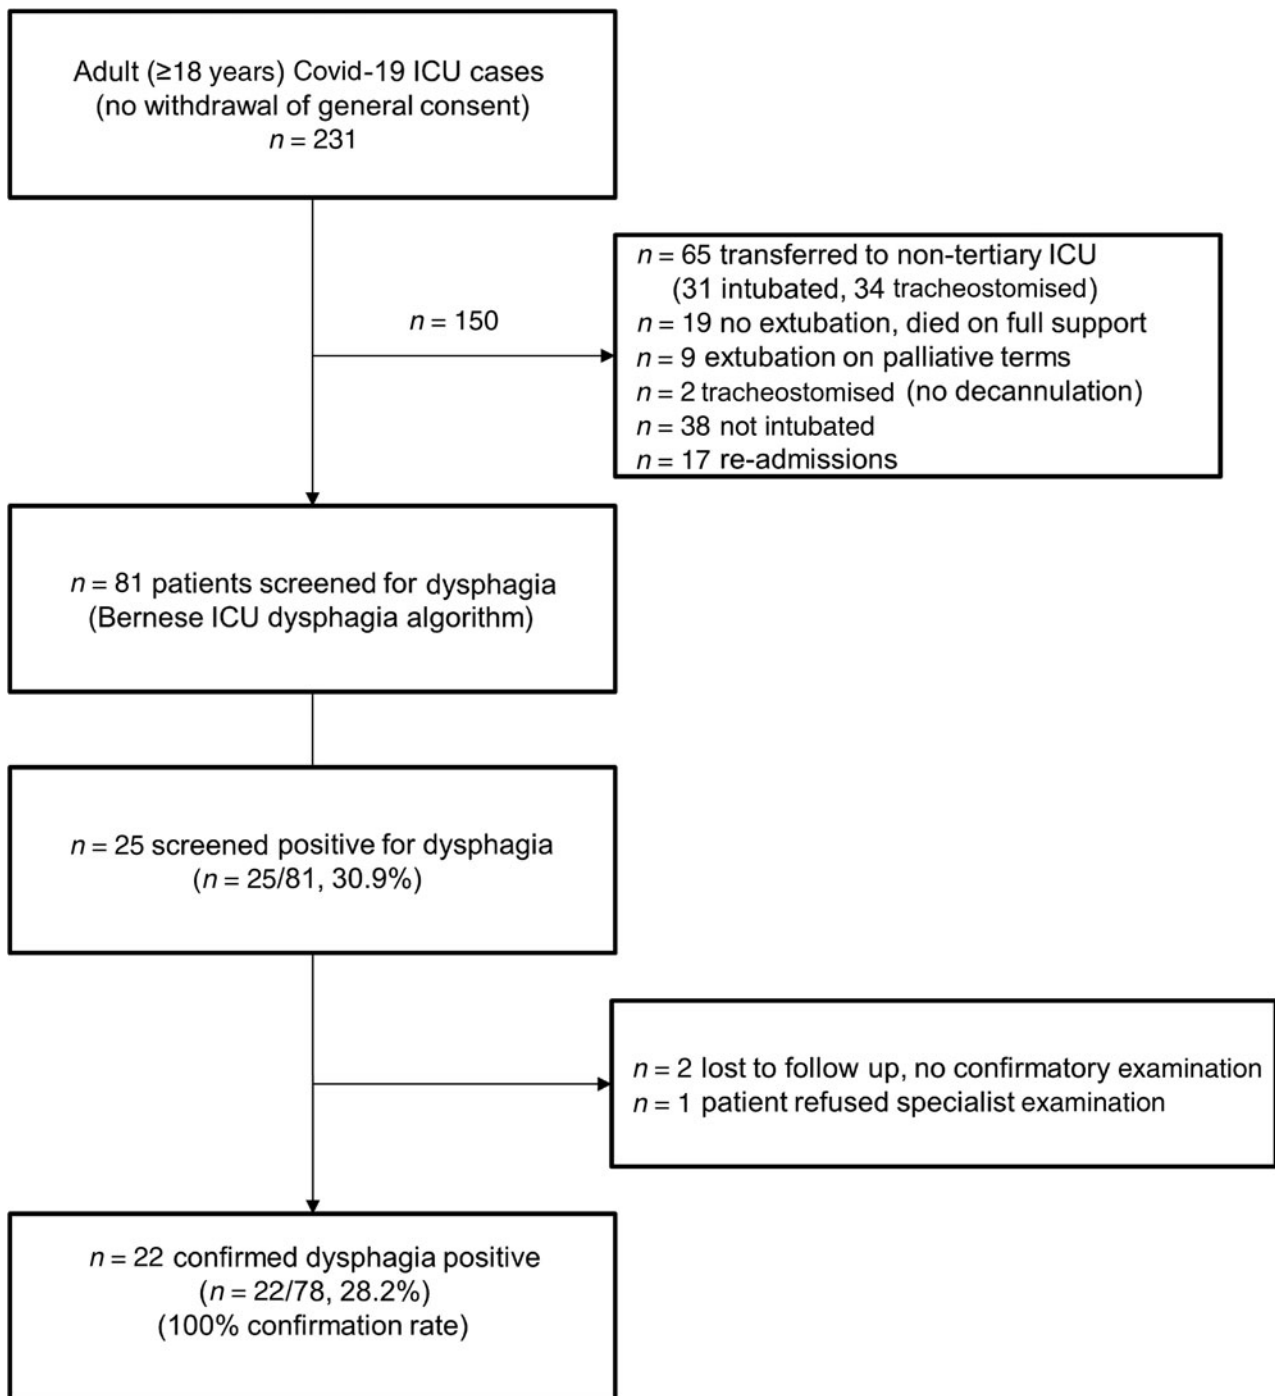 Adult (≥18 years) Covid-19 ICU cases
(no withdrawal of general consent)
n = 231
n = 150
n = 65 transferred to non-tertiary ICU
(31 intubated, 34 tracheostomised)
n = 19 no extubation, died on full support
n = 9 extubation on palliative terms
n = 2 tracheostomised (no decannulation)
n = 38 not intubated
n = 17 re-admissions
n = 81 patients screened for dysphagia
(Bernese ICU dysphagia algorithm)
n = 25 screened positive for dysphagia
(n = 25/81, 30.9%)
n = 2 lost to follow up, no confirmatory examination
n = 1 patient refused specialist examination
n = 22 confirmed dysphagia positive
(n = 22/78, 28.2%)
(100% confirmation rate)